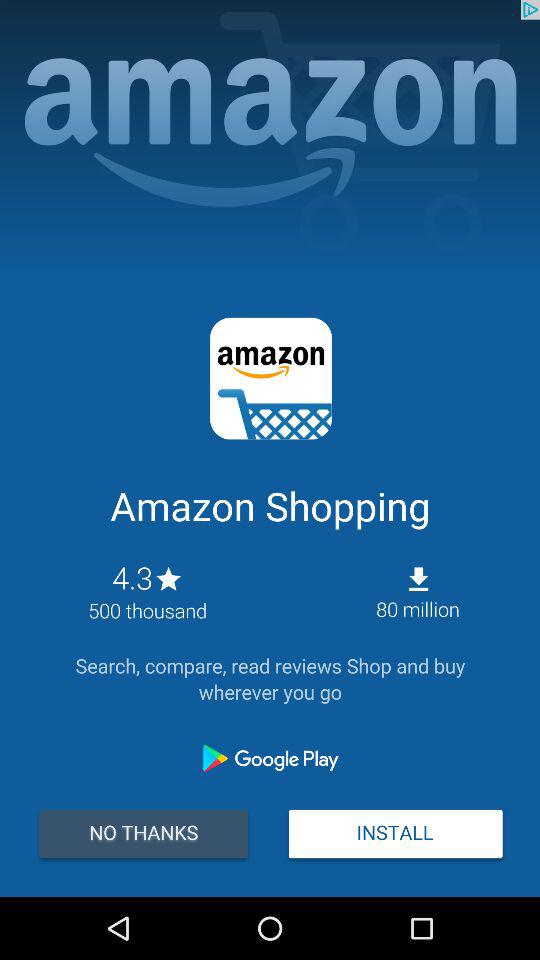 amazon
amazon
Amazon Shopping
4.3★
500 thousand
80 million
Search, compare, read reviews Shop and buy
wherever you go
Google Play
NO THANKS
INSTALL